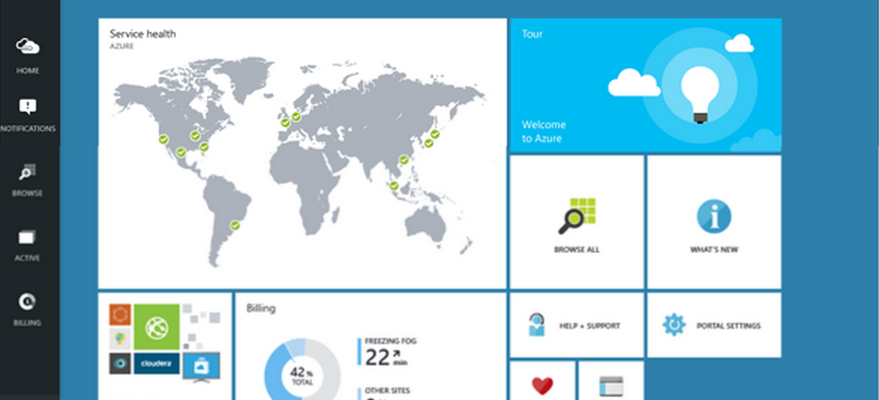 HOME
NOTIFICATIONS
BROWSE
ACTIVE
BILLING
Service health
AZURE
Tour
Welcome
to Azure
BROWSE ALL
WHAT'S NEW
cloudera
Billing
42%
TOTAL
FREEZING FOG
22 min
OTHER SITES
HELP + SUPPORT
PORTAL SETTINGS